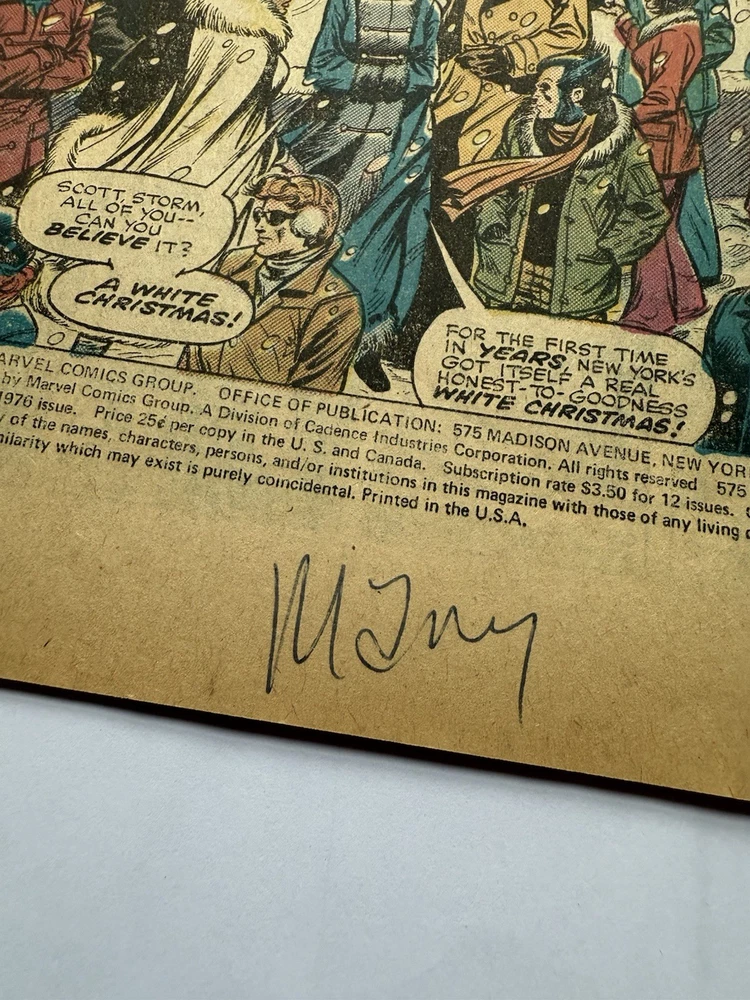 SCOTT, STORM,
ALL OF YOU--
CAN YOU
BELIEVE IT?
A WHITE
CHRISTMAS!
FOR THE FIRST TIME
IN YEARS, NEW YORK'S
GOT ITSELF A REAL
HONEST-TO-GOODNESS
WHITE CHRISTMAS!
MARVEL COMICS GROUP. OFFICE OF PUBLICATION: 575 MADISON AVENUE, NEW YORK
by Marvel Comics Group, A Division of Cadence Industries Corporation. All rights reserved 575
1976 issue. Price 25¢ per copy in the U. S. and Canada. Subscription rate $3.50 for 12 issues.
of the names, characters, persons, and/or institutions in this magazine with those of any living
which may exist is purely coincidental. Printed in the U.S.A.